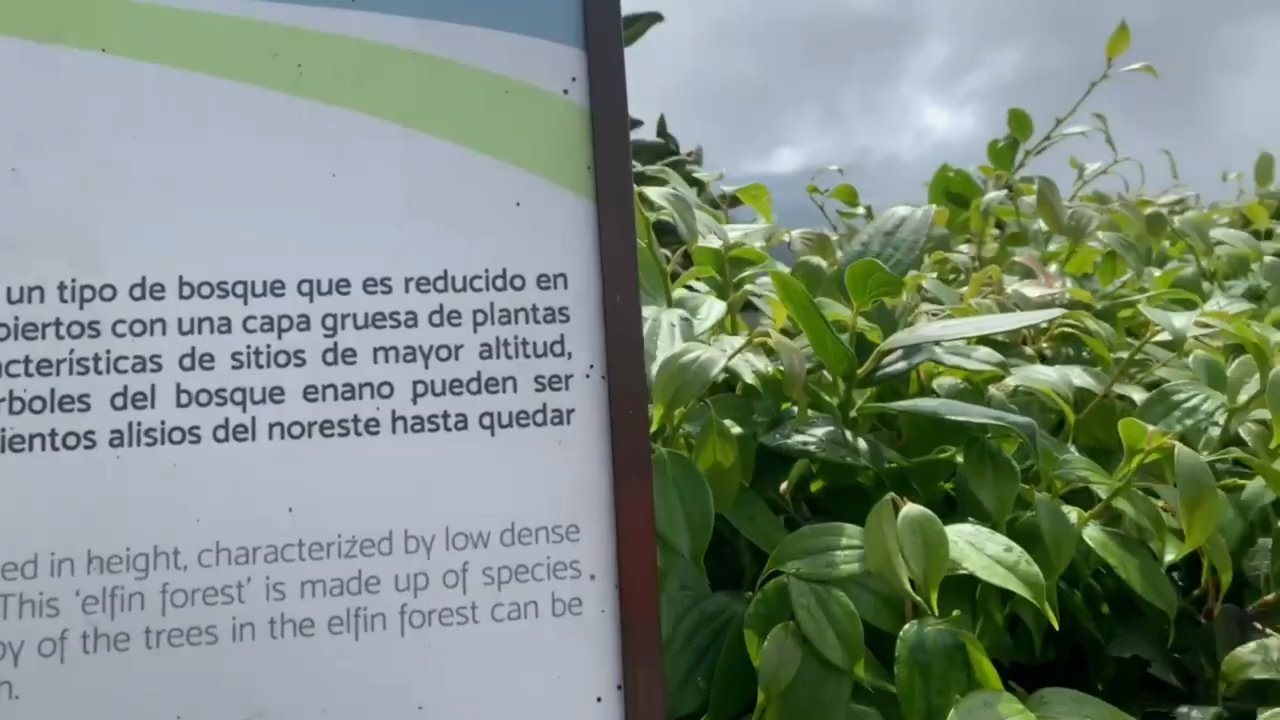 un tipo de bosque que es reducido en
biertos con una capa gruesa de plantas
acterísticas de sitios de mayor altitud,
rboles del bosque enano pueden ser
ientos alisios del noreste hasta quedar
ed in height, characterized by low dense
This ‘elfin forest’ is made up of species
py of the trees in the elfin forest can be
n.